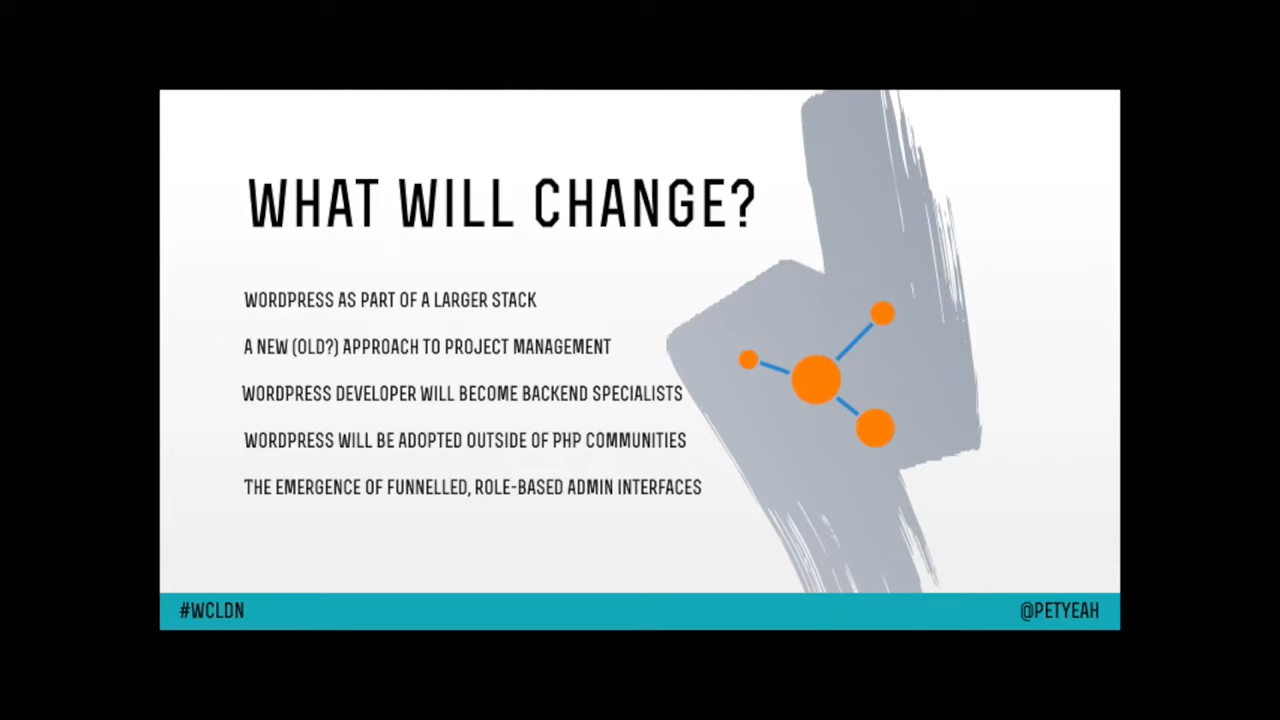 WHAT WILL CHANGE?
WORDPRESS AS PART OF A LARGER STACK
A NEW (OLD?) APPROACH TO PROJECT MANAGEMENT
WORDPRESS DEVELOPER WILL BECOME BACKEND SPECIALISTS
WORDPRESS WILL BE ADOPTED OUTSIDE OF PHP COMMUNITIES
THE EMERGENCE OF FUNNELLED, ROLE-BASED ADMIN INTERFACES
#WCLDN
@PETYEAH